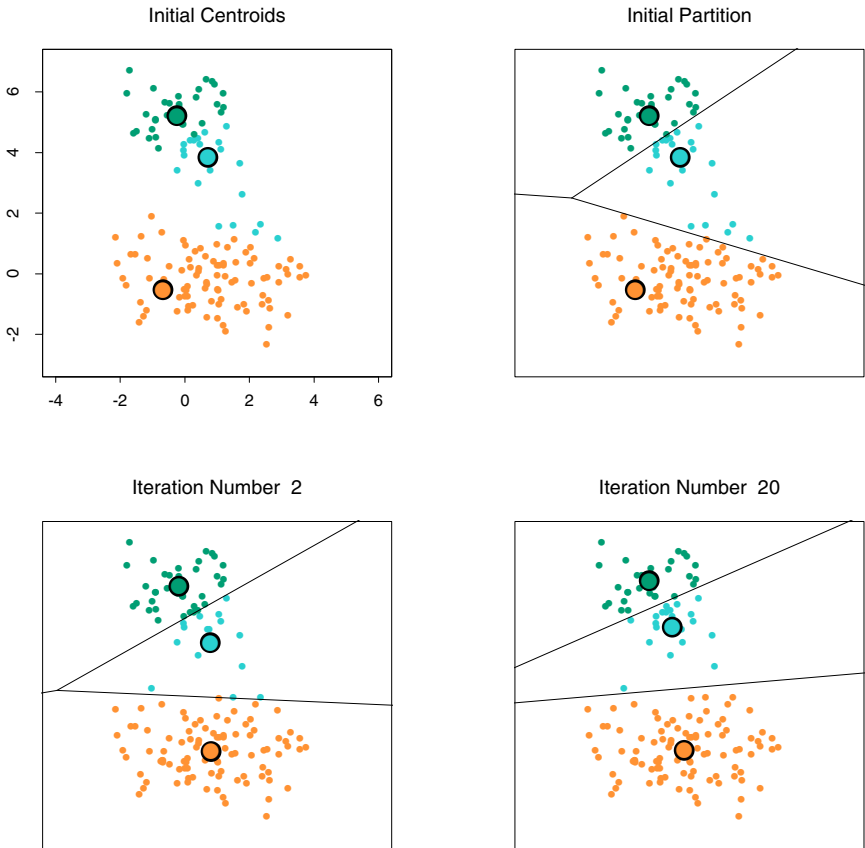 Initial Centroids
Initial Partition
6
4
2
0
-2
-4 -2 0 2 4 6
Iteration Number 2
Iteration Number 20